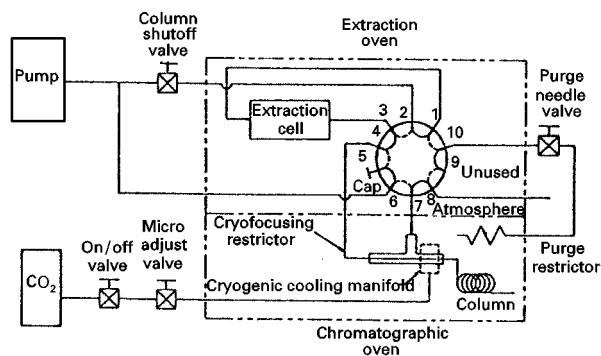 Column
shutoff
valve
Extraction
oven
Pump
Purge
needle
valve
Extraction
cell
3
2
1
4
10
5
9
Unused
Cap
6
7
8
Atmosphere
Cryofocusing
restrictor
Purge
restrictor
On/off
valve
Micro
adjust
valve
CO2
Cryogenic cooling manifold
Column
Chromatographic
oven